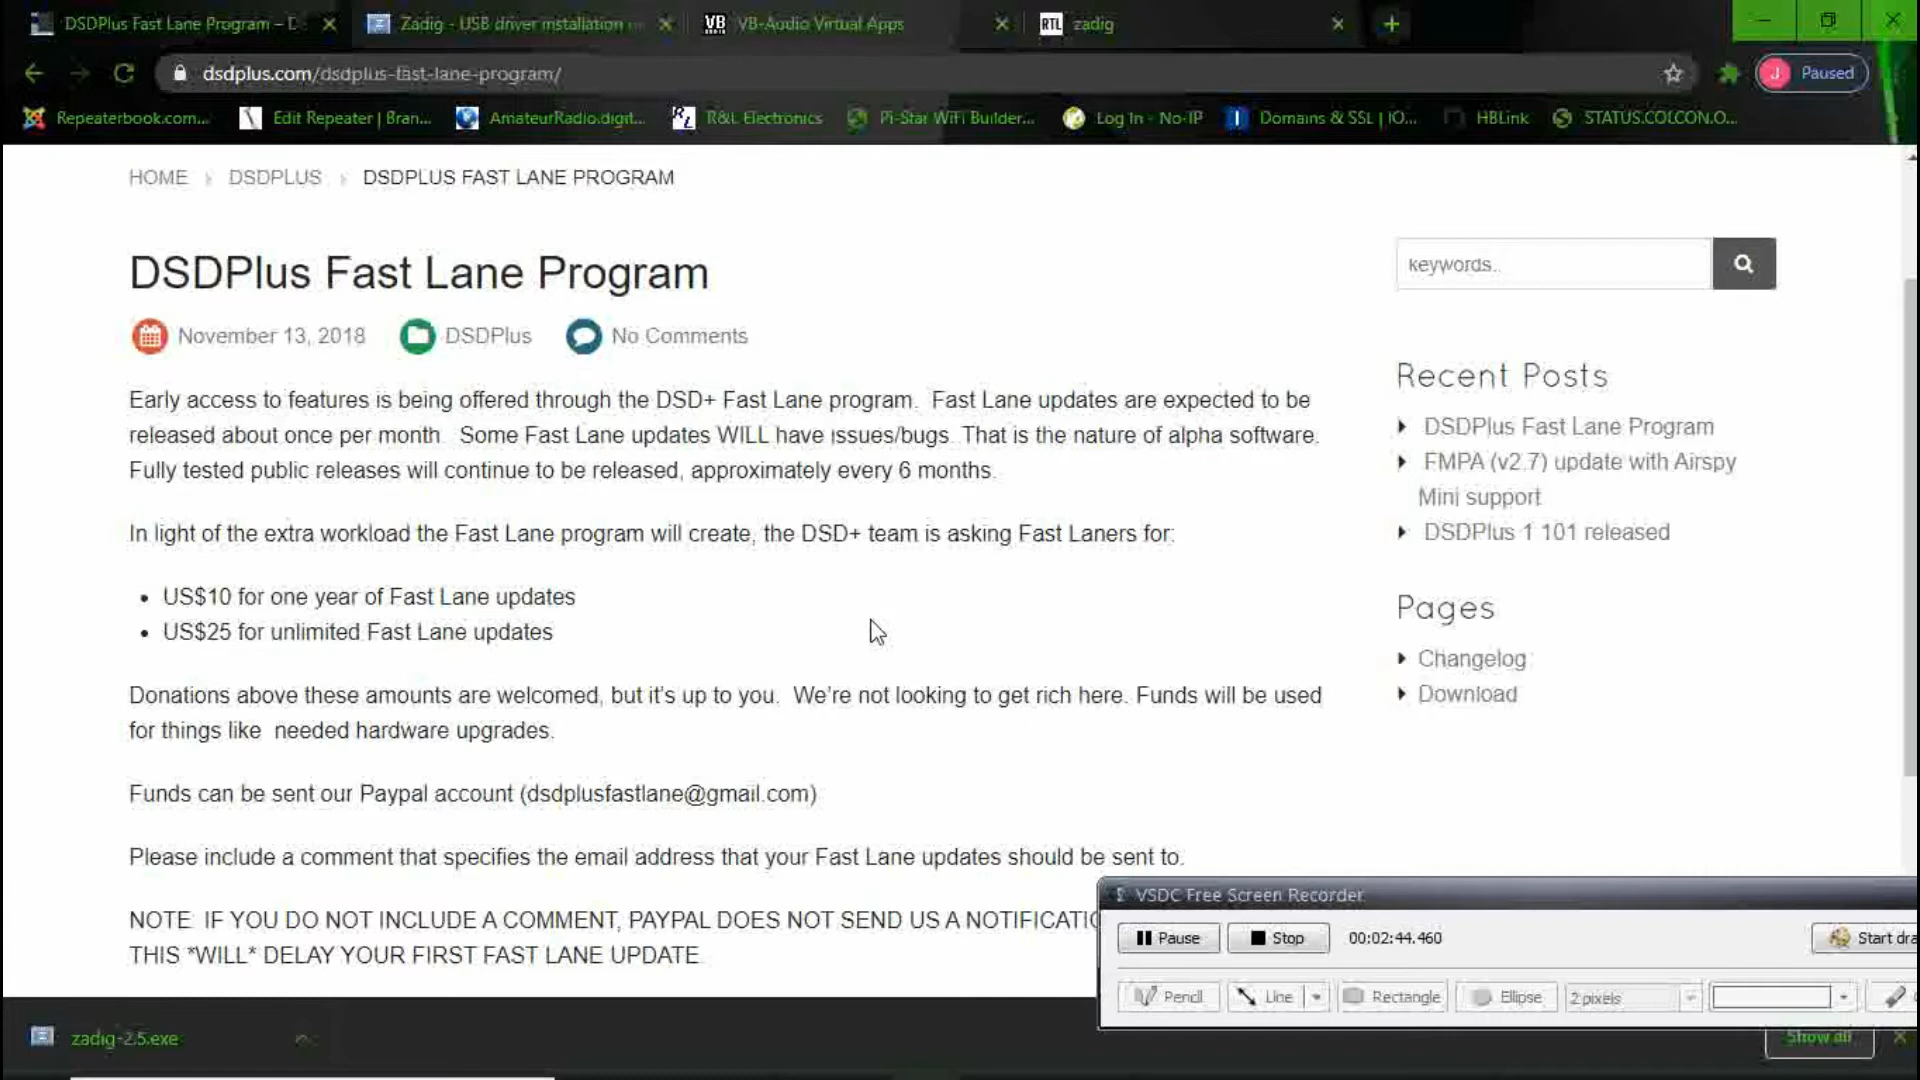 DSDPlus Fast Lane Program – D
Zadig - USB driver installation
VB-Audio Virtual Apps
RTL zadig
dsdplus.com/dsdplus-fast-lane-program/
J Paused
Repeaterbook.com...
Edit Repeater | Bran...
AmateurRadio.digit...
R&L Electronics
Pi-Star WiFi Builder...
Log In - No-IP
Domains & SSL | IO...
HBLink
STATUS.COLCON.O...
HOME DSDPLUS DSDPLUS FAST LANE PROGRAM
DSDPlus Fast Lane Program
November 13, 2018 DSDPlus No Comments
Early access to features is being offered through the DSD+ Fast Lane program. Fast Lane updates are expected to be
released about once per month. Some Fast Lane updates WILL have issues/bugs. That is the nature of alpha software.
Fully tested public releases will continue to be released, approximately every 6 months.
In light of the extra workload the Fast Lane program will create, the DSD+ team is asking Fast Laners for:
• US$10 for one year of Fast Lane updates
• US$25 for unlimited Fast Lane updates
Donations above these amounts are welcomed, but it's up to you. We're not looking to get rich here. Funds will be used
for things like needed hardware upgrades.
Funds can be sent our Paypal account (dsdplusfastlane@gmail.com)
Please include a comment that specifies the email address that your Fast Lane updates should be sent to.
NOTE: IF YOU DO NOT INCLUDE A COMMENT, PAYPAL DOES NOT SEND US A NOTIFICATIO
THIS *WILL* DELAY YOUR FIRST FAST LANE UPDATE.
keywords..
Recent Posts
DSDPlus Fast Lane Program
FMPA (v2.7) update with Airspy
Mini support
DSDPlus 1.101 released
Pages
Changelog
Download
VSDC Free Screen Recorder
Pause Stop 00:02:44.460 Start dra
Pencil Line Rectangle Ellipse 2 pixels
zadig-2.5.exe
Show all